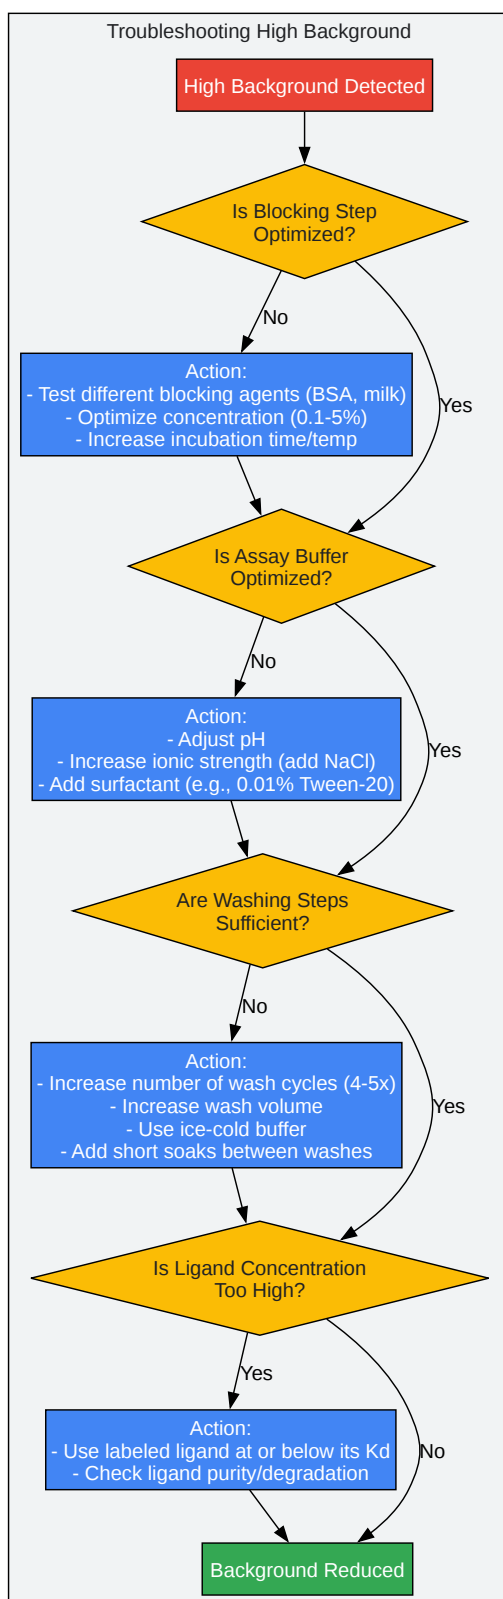 Troubleshooting High Background
High Background Detected
Is Blocking Step
Optimized?
No
Yes
Action:
- Test different blocking agents (BSA, milk)
- Optimize concentration (0.1-5%)
- Increase incubation time/temp
Is Assay Buffer
Optimized?
No
Yes
Action:
- Adjust pH
- Increase ionic strength (add NaCl)
- Add surfactant (e.g., 0.01% Tween-20)
Are Washing Steps
Sufficient?
No
Yes
Action:
- Increase number of wash cycles (4-5x)
- Increase wash volume
- Use ice-cold buffer
- Add short soaks between washes
Is Ligand Concentration
Too High?
Yes
No
Action:
- Use labeled ligand at or below its Kd
- Check ligand purity/degradation
Background Reduced